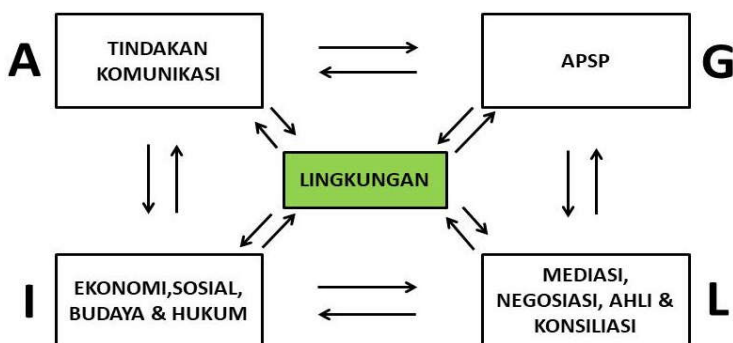 A
TINDAKAN
KOMUNIKASI
APSP
G
LINGKUNGAN
I
EKONOMI,SOSIAL,
BUDAYA & HUKUM
MEDIASI,
NEGOSIASI, AHLI &
KONSILIASI
L